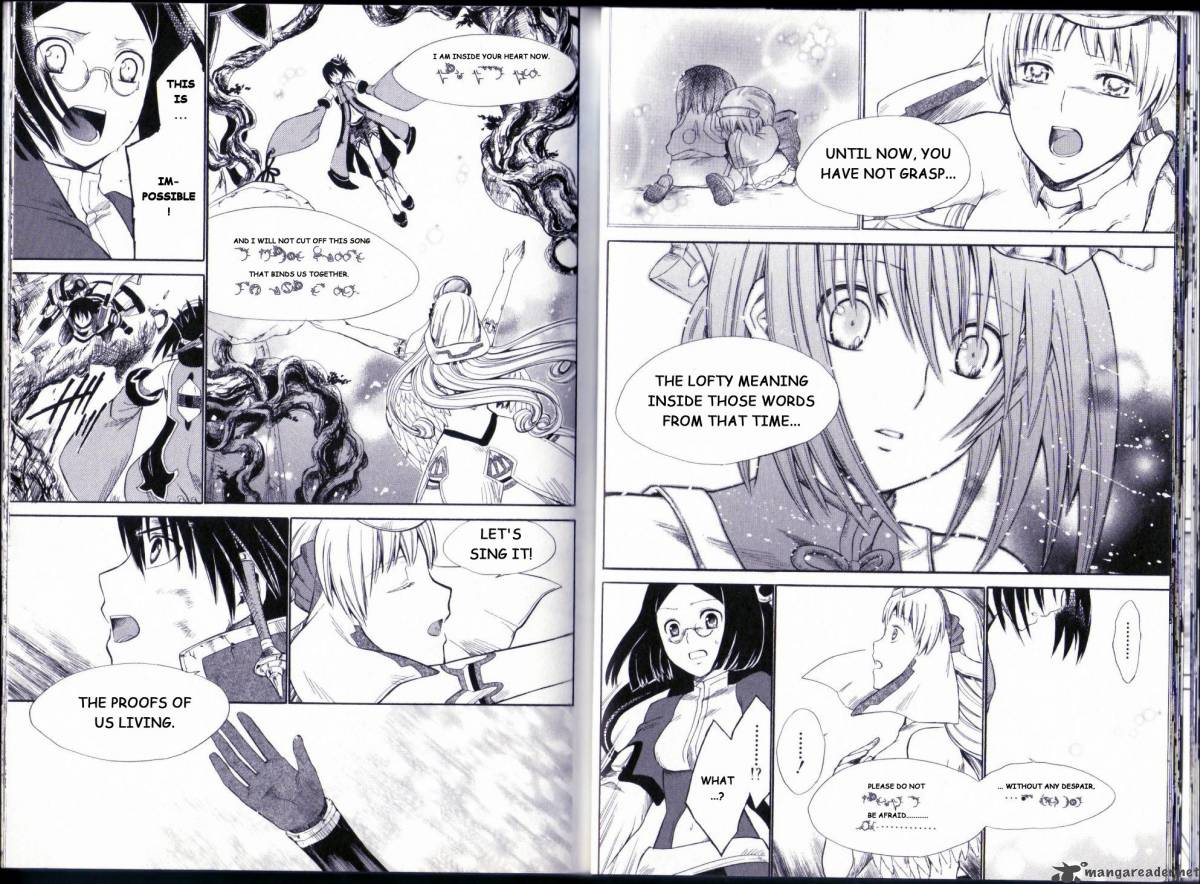 UNTIL NOW, YOU
HAVE NOT GRASP...
THE LOFTY MEANING
INSIDE THOSE WORDS
FROM THAT TIME...
... WITHOUT ANY DESPAIR.
PLEASE DO NOT
BE AFRAID..........
.......!
.......!?
WHAT
...?
I AM INSIDE YOUR HEART NOW.
AND I WILL NOT CUT OFF THIS SONG
THAT BINDS US TOGETHER.
THIS
IS
...
IM-
POSSIBLE
!
LET'S
SING IT!
THE PROOFS OF
US LIVING.
mangareader.net